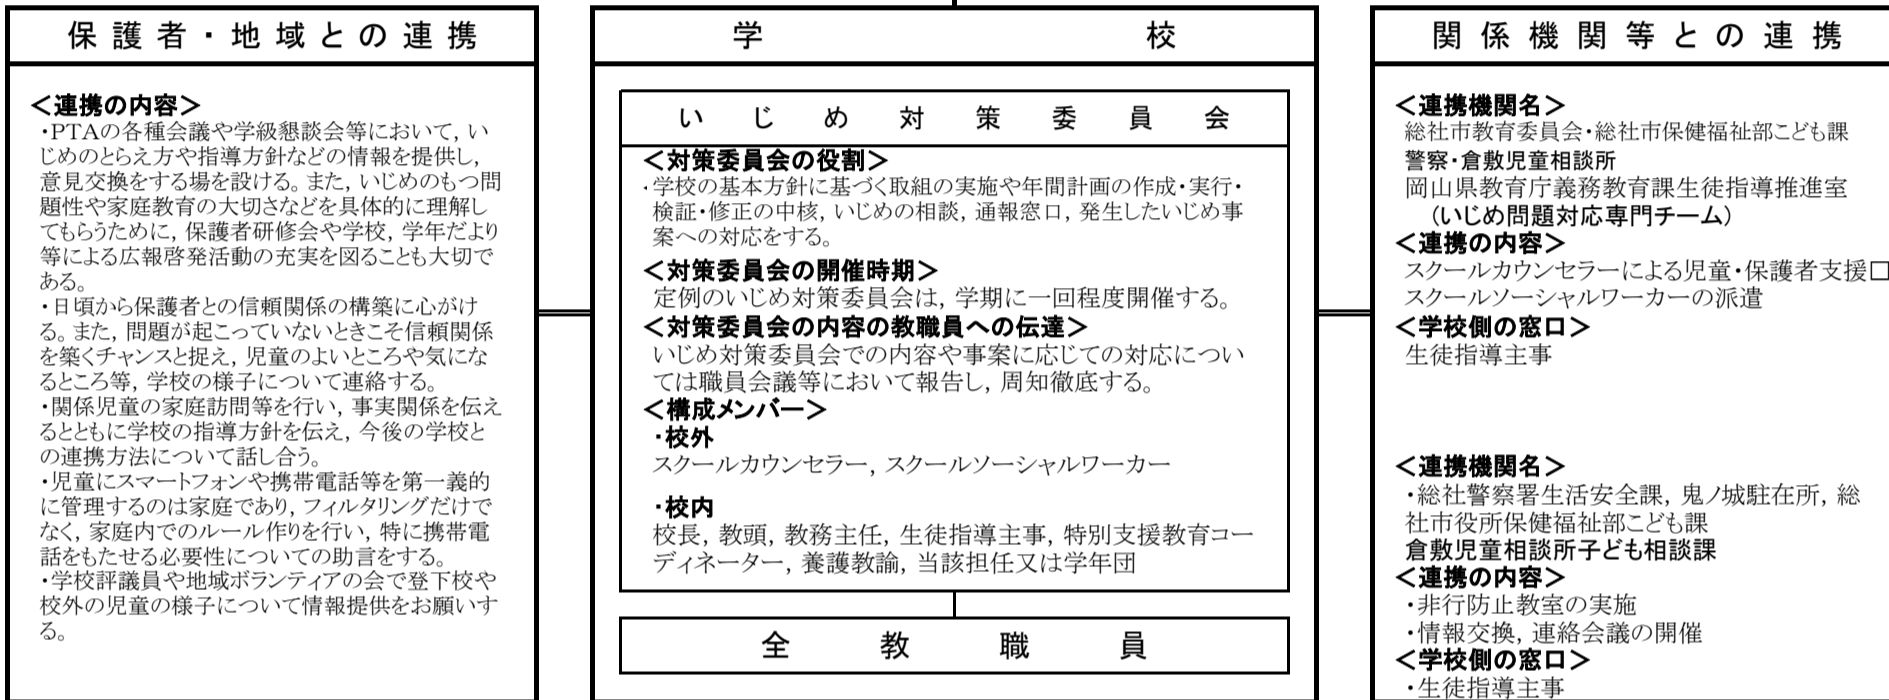 保護者・地域との連携
＜連携の内容＞
・PTAの各種会議や学級懇談会等において，い
じめのとらえ方や指導方針などの情報を提供し，
意見交換をする場を設ける。また，いじめのもつ問
題性や家庭教育の大切さなどを具体的に理解し
てもらうために，保護者研修会や学校，学年だより
等による広報啓発活動の充実を図ることも大切で
ある。
・日頃から保護者との信頼関係の構築に心がけ
る。また，問題が起こっていないときこそ信頼関係
を築くチャンスと捉え，児童のよいところや気にな
るところ等，学校の様子について連絡する。
・関係児童の家庭訪問等を行い，事実関係を伝え
るとともに学校の指導方針を伝え，今後の学校と
の連携方法について話し合う。
・児童にスマートフォンや携帯電話等を第一義的
に管理するのは家庭であり，フィルタリングだけで
なく，家庭内でのルール作りを行い，特に携帯電
話をもたせる必要性についての助言をする。
・学校評議員や地域ボランティアの会で登下校や
校外の児童の様子について情報提供をお願いす
る。
学校
いじめ対策委員会
＜対策委員会の役割＞
・学校の基本方針に基づく取組の実施や年間計画の作成・実行・
検証・修正の中核，いじめの相談，通報窓口，発生したいじめ事
案への対応をする。
＜対策委員会の開催時期＞
定例のいじめ対策委員会は，学期に一回程度開催する。
＜対策委員会の内容の教職員への伝達＞
いじめ対策委員会での内容や事案に応じての対応につい
ては職員会議等において報告し，周知徹底する。
＜構成メンバー＞
・校外
スクールカウンセラー，スクールソーシャルワーカー
・校内
校長，教頭，教務主任，生徒指導主事，特別支援教育コー
ディネーター，養護教諭，当該担任又は学年団
全教職員
関係機関等との連携
＜連携機関名＞
総社市教育委員会・総社市保健福祉部こども課
警察・倉敷児童相談所
岡山県教育庁義務教育課生徒指導推進室
（いじめ問題対応専門チーム）
＜連携の内容＞
スクールカウンセラーによる児童・保護者支援□
スクールソーシャルワーカーの派遣
＜学校側の窓口＞
生徒指導主事
＜連携機関名＞
・総社警察署生活安全課，鬼ノ城駐在所，総
社市役所保健福祉部こども課
倉敷児童相談所子ども相談課
＜連携の内容＞
・非行防止教室の実施
・情報交換，連絡会議の開催
＜学校側の窓口＞
・生徒指導主事